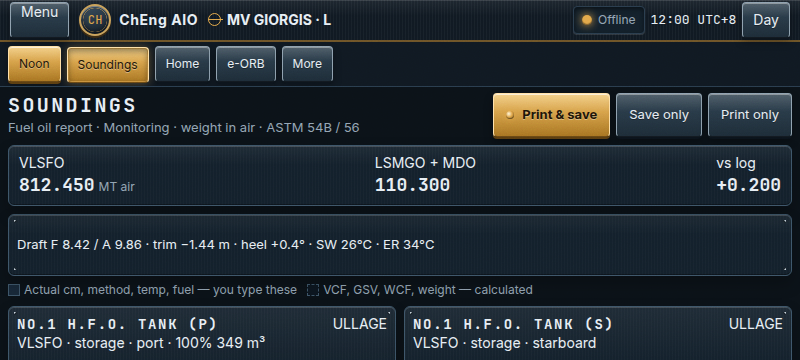 Menu CH ChEng AIO MV GIORGIS · L Offline 12:00 UTC+8 Day
Noon Soundings Home e-ORB More
SOUNDINGS
Fuel oil report · Monitoring · weight in air · ASTM 54B / 56
Print & save Save only Print only
VLSFO LSMGO + MDO vs log
812.450 MT air 110.300 +0.200
Draft F 8.42 / A 9.86 · trim −1.44 m · heel +0.4° · SW 26°C · ER 34°C
Actual cm, method, temp, fuel — you type these VCF, GSV, WCF, weight — calculated
NO.1 H.F.O. TANK (P) ULLAGE NO.1 H.F.O. TANK (S) ULLAGE
VLSFO · storage · port · 100% 349 m³ VLSFO · storage · starboard